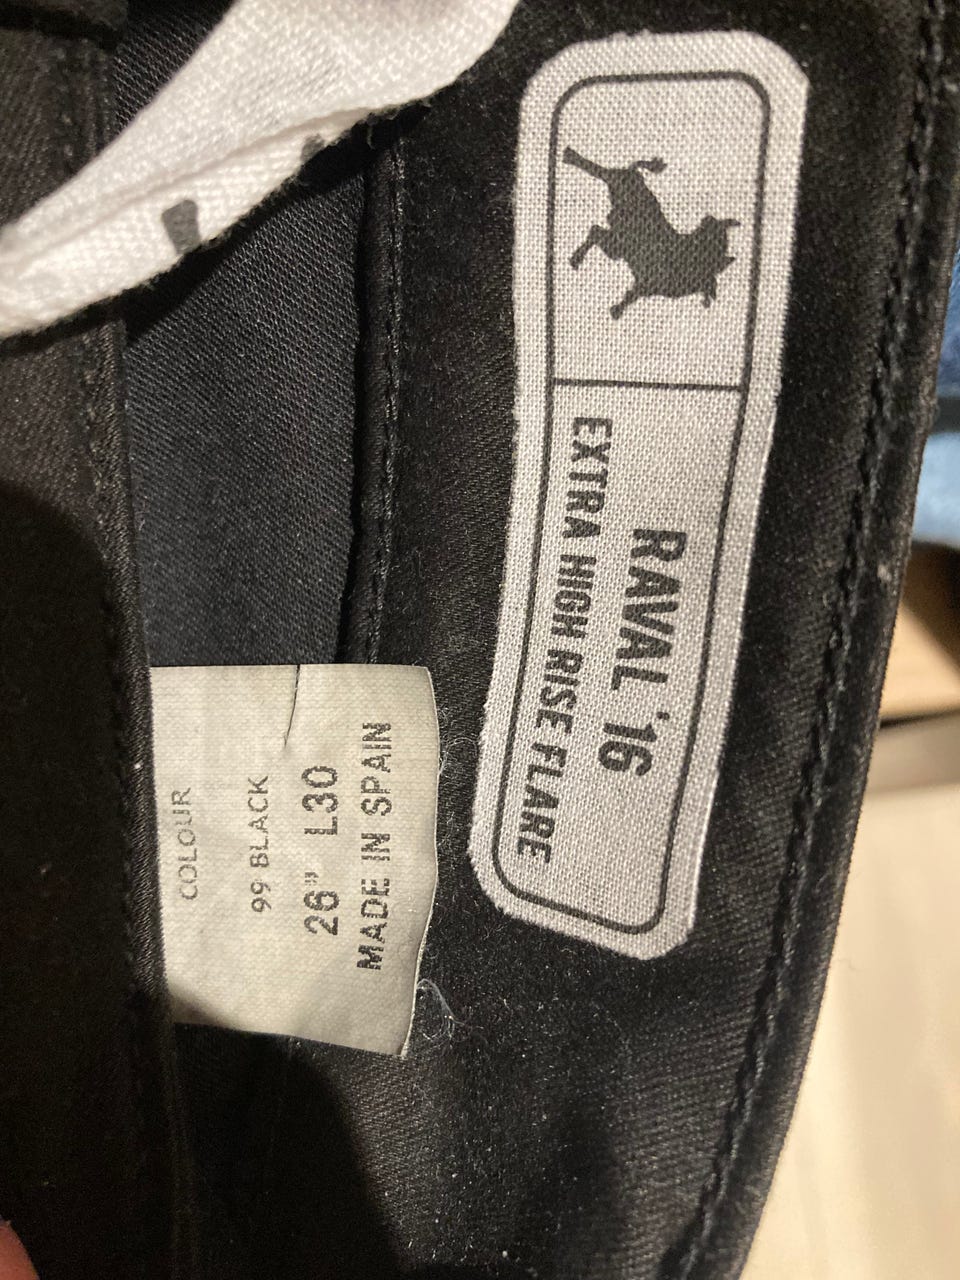 RAVAL '16
EXTRA HIGH RISE FLARE
COLOUR
99 BLACK
26" L30
MADE IN SPAIN